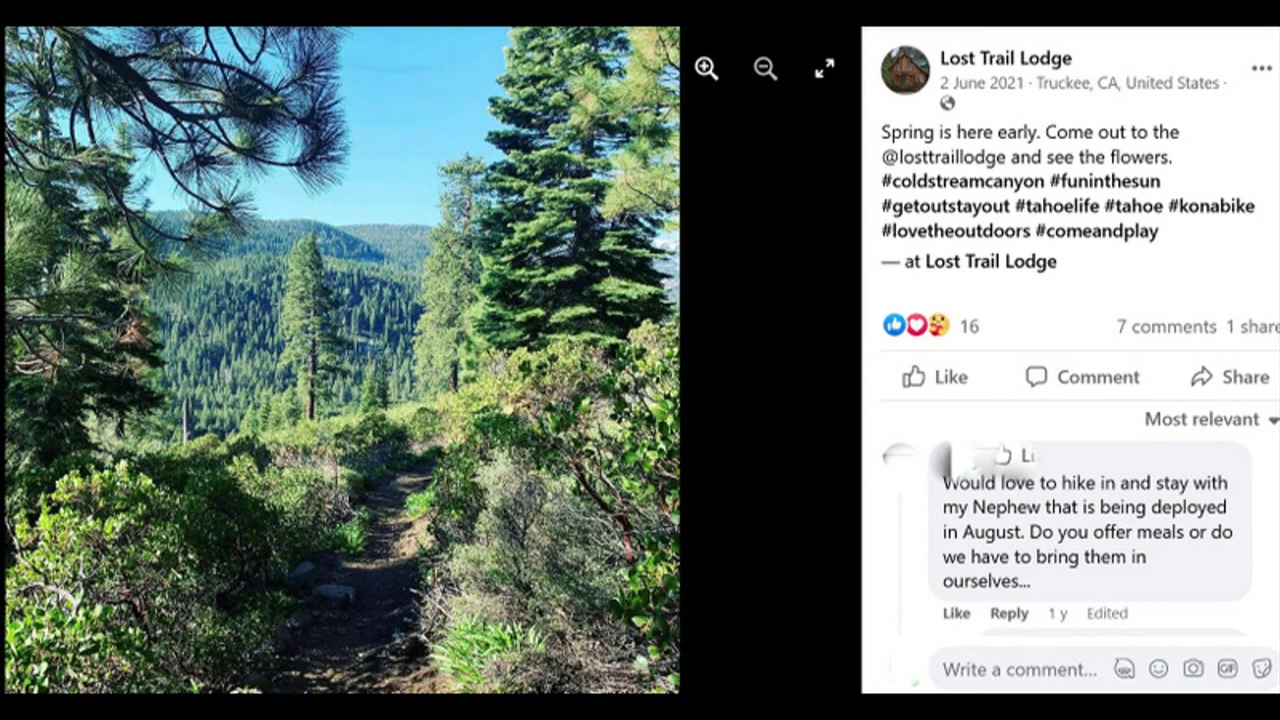 Lost Trail Lodge
2 June 2021 · Truckee, CA, United States ·
Spring is here early. Come out to the
@losttraillodge and see the flowers.
#coldstreamcanyon #funinthesun
#getoutstayout #tahoelife #tahoe #konabike
#lovetheoutdoors #comeandplay
— at Lost Trail Lodge
16 7 comments 1 share
Like Comment Share
Most relevant
Would love to hike in and stay with
my Nephew that is being deployed
in August. Do you offer meals or do
we have to bring them in
ourselves...
Like Reply 1 y Edited
Write a comment... GIF